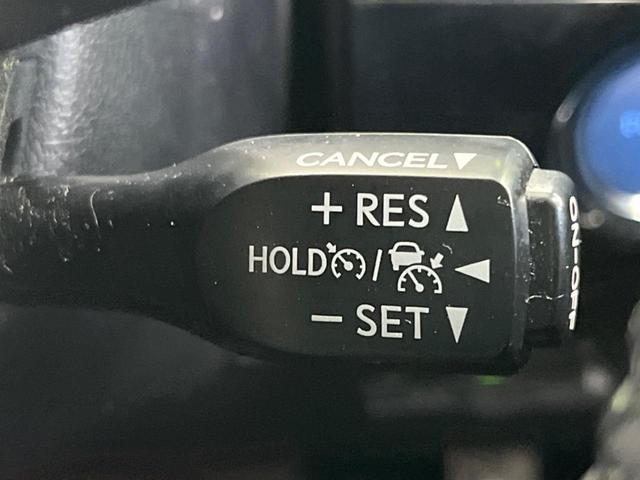 CANCEL▼
+ RES ▲
HOLD / ◀
− SET ▼
ON-OFF